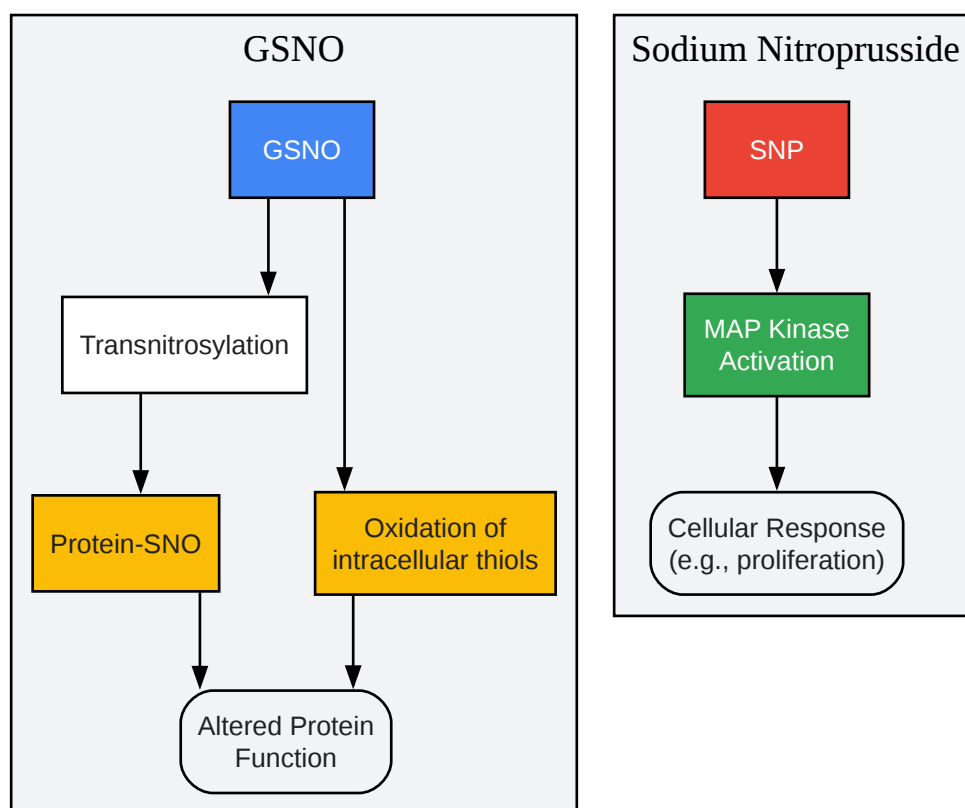 GSNO
GSNO
Transnitrosylation
Protein-SNO
Oxidation of
intracellular thiols
Altered Protein
Function
Sodium Nitroprusside
SNP
MAP Kinase
Activation
Cellular Response
(e.g., proliferation)